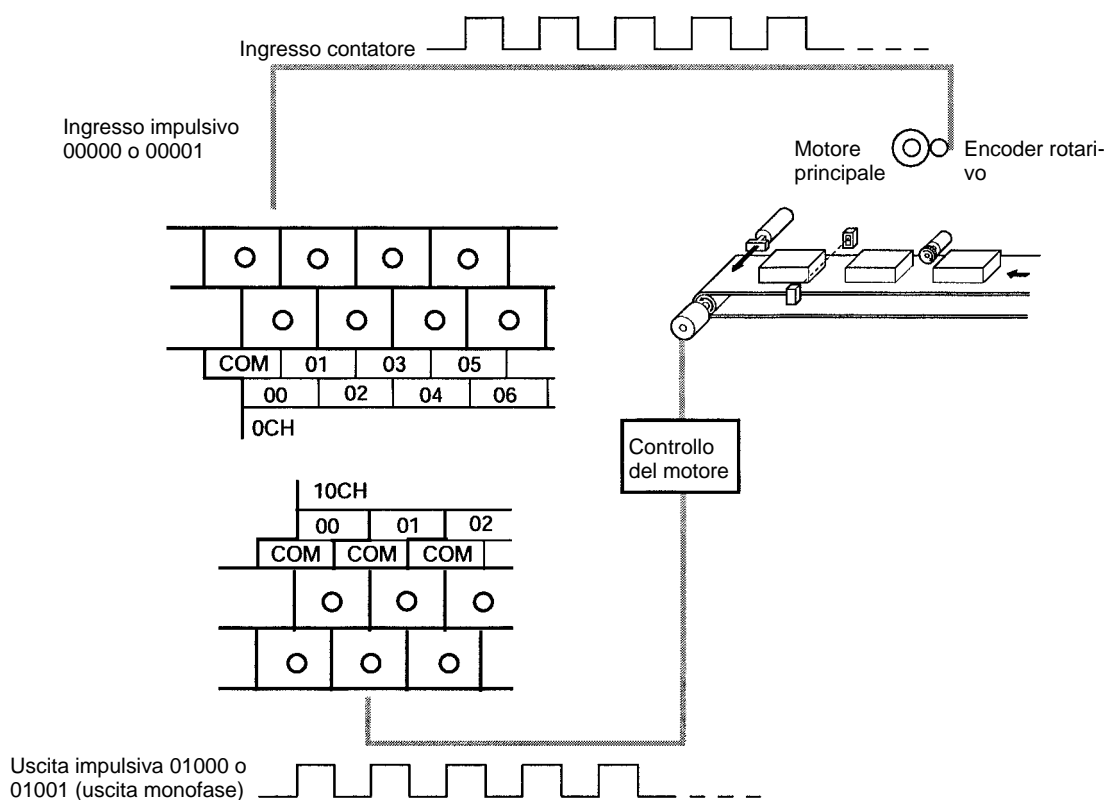 Ingresso contatore
Ingresso impulsivo
00000 o 00001
Motore
principale
Encoder rotari-
vo
COM 01 03 05
00 02 04 06
0CH
Controllo
del motore
10CH
00 01 02
COM COM COM
Uscita impulsiva 01000 o
01001 (uscita monofase)